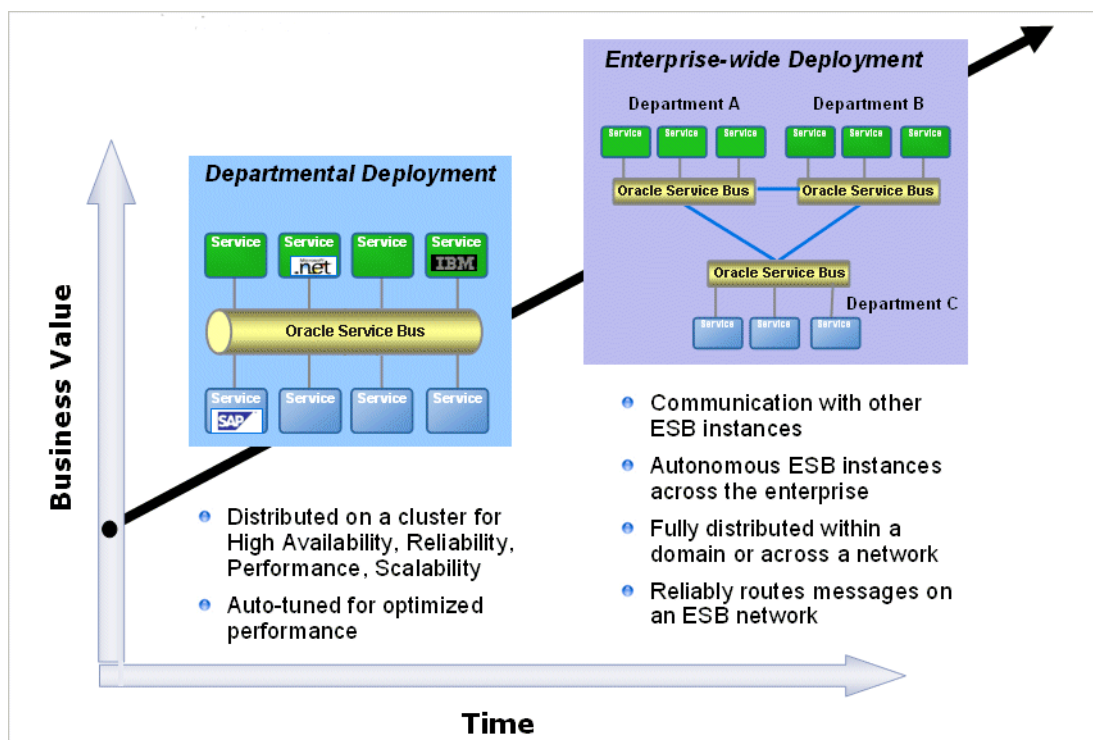 Enterprise-wide Deployment
Department A
Department B
Service
Service
Service
Service
Service
Service
Oracle Service Bus
Oracle Service Bus
Oracle Service Bus
Department C
Service
Service
Service
Departmental Deployment
Service
Service
Service
Service
Microsoft
.net
IBM
Oracle Service Bus
Service
Service
Service
Service
SAP
Business Value
Distributed on a cluster for
High Availability, Reliability,
Performance, Scalability
Auto-tuned for optimized
performance
Communication with other
ESB instances
Autonomous ESB instances
across the enterprise
Fully distributed within a
domain or across a network
Reliably routes messages on
an ESB network
Time